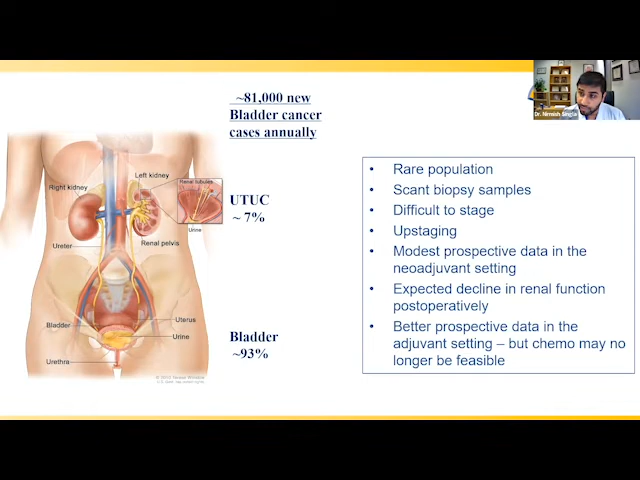 ~81,000 new
Bladder cancer
cases annually
Dr. Nirmish Singla
Left kidney
Renal tubules
Right kidney
UTUC
~ 7%
Urine
Renal pelvis
Ureter
Uterus
Bladder
Urine
Urethra
Bladder
~93%
• Rare population
• Scant biopsy samples
• Difficult to stage
• Upstaging
• Modest prospective data in the
neoadjuvant setting
• Expected decline in renal function
postoperatively
• Better prospective data in the
adjuvant setting – but chemo may no
longer be feasible